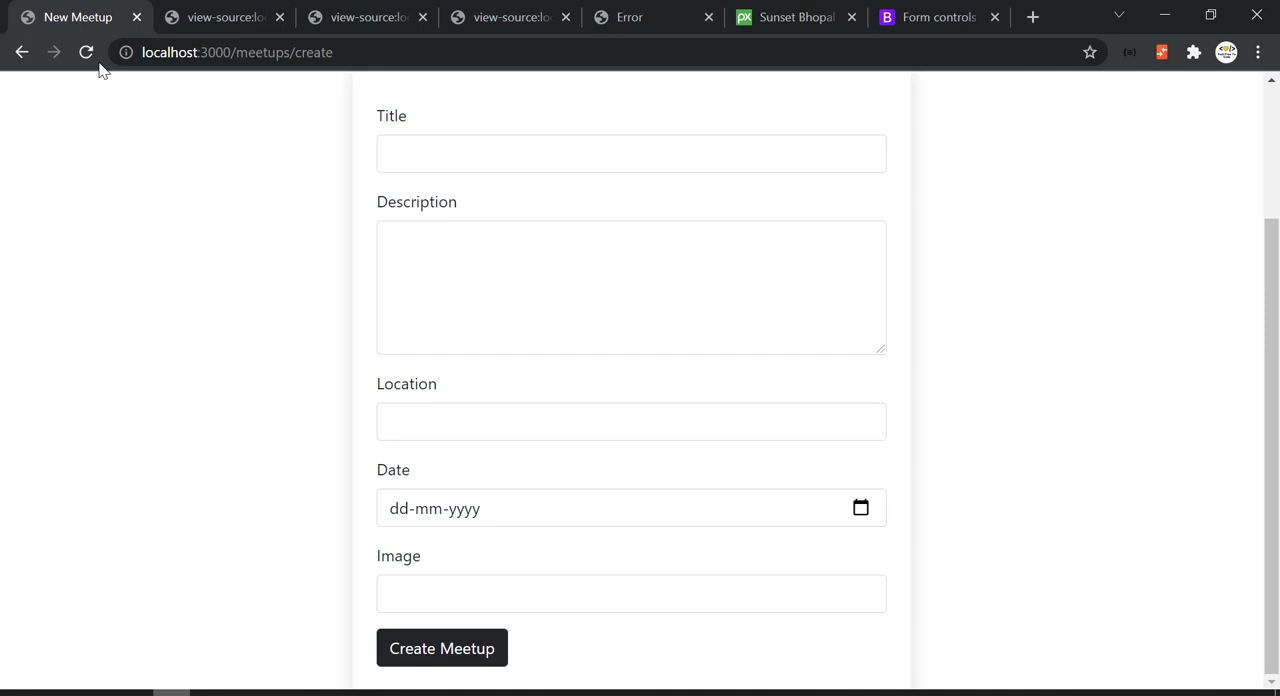 New Meetup
view-source:lo
view-source:lo
view-source:lo
Error
px
Sunset Bhopal
B
Form controls
localhost:3000/meetups/create
Title
Description
Location
Date
dd-mm-yyyy
Image
Create Meetup